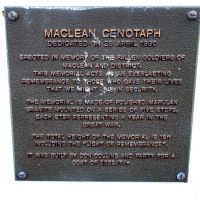 MACLEAN CENOTAPH
DEDICATED ON 25 APRIL 1930
ERECTED IN MEMORY OF THE FALLEN SOLDIERS OF
MACLEAN AND DISTRICT.
THIS MEMORIAL ACTS AS AN EVERLASTING
REMEMBRANCE TO THOSE WHO GAVE THEIR LIVES
THAT WE MIGHT LIVE IN SECURITY.
THE MEMORIAL IS MADE OF POLISHED MARULAN
GRANITE MOUNTED ON A SERIES OF FIVE STEPS,
EACH STEP REPRESENTING A YEAR IN THE
GREAT WAR.
THE TOTAL HEIGHT OF THE MEMORIAL IS
INCLUDING THE FLIGHT OF REMEMBRANCE.
IT WAS BUILT BY DON COLLINS AND PARTY FOR A
COST OF